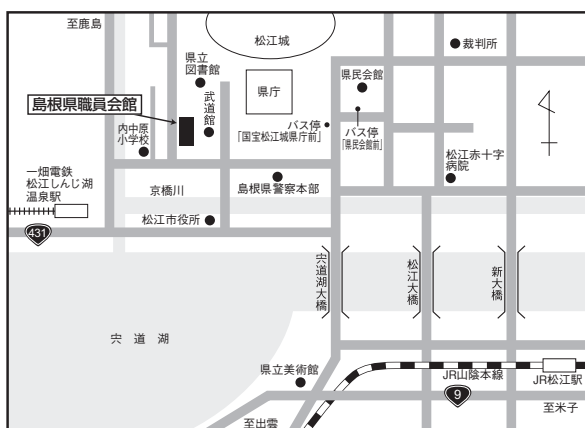 至鹿島
松江城
裁判所
県立
図書館
県庁
県民会館
島根県職員会館
武道館
バス停
「国宝松江城県庁前」
バス停
「県民会館前」
内中原
小学校
松江赤十字
病院
一畑電鉄
松江しんじ湖
温泉駅
京橋川
島根県警察本部
松江市役所
431
宍道湖大橋
松江大橋
新大橋
宍道湖
県立美術館
JR山陰本線
JR松江駅
9
至出雲
至米子